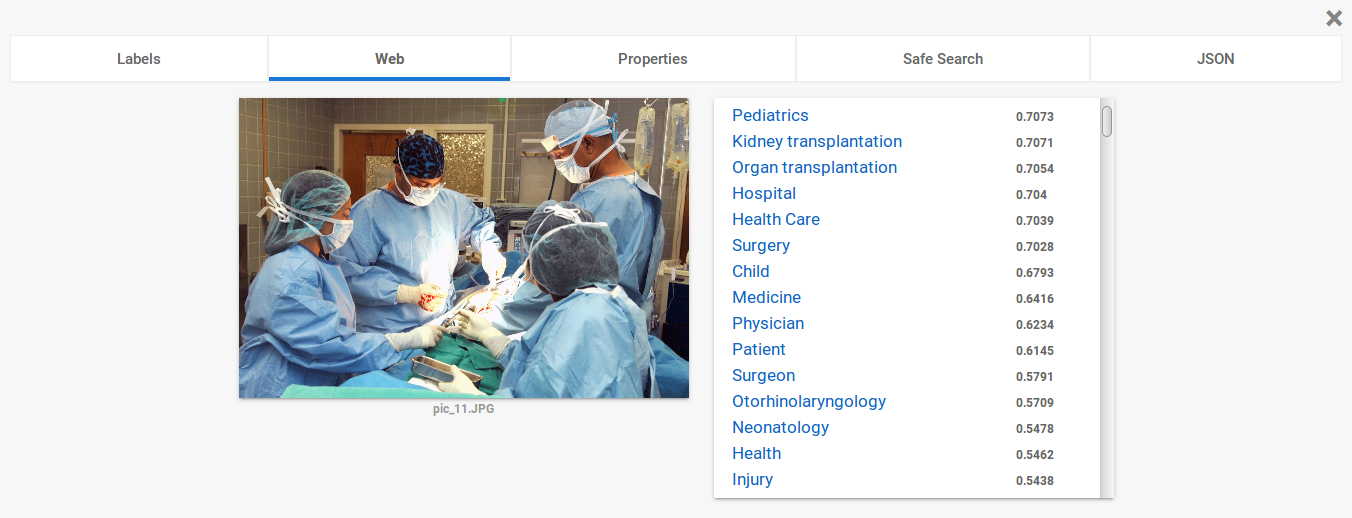 Labels Web Properties Safe Search JSON
Pediatrics 0.7073
Kidney transplantation 0.7071
Organ transplantation 0.7054
Hospital 0.704
Health Care 0.7039
Surgery 0.7028
Child 0.6793
Medicine 0.6416
Physician 0.6234
Patient 0.6145
Surgeon 0.5791
Otorhinolaryngology 0.5709
Neonatology 0.5478
Health 0.5462
Injury 0.5438
pic_11.JPG